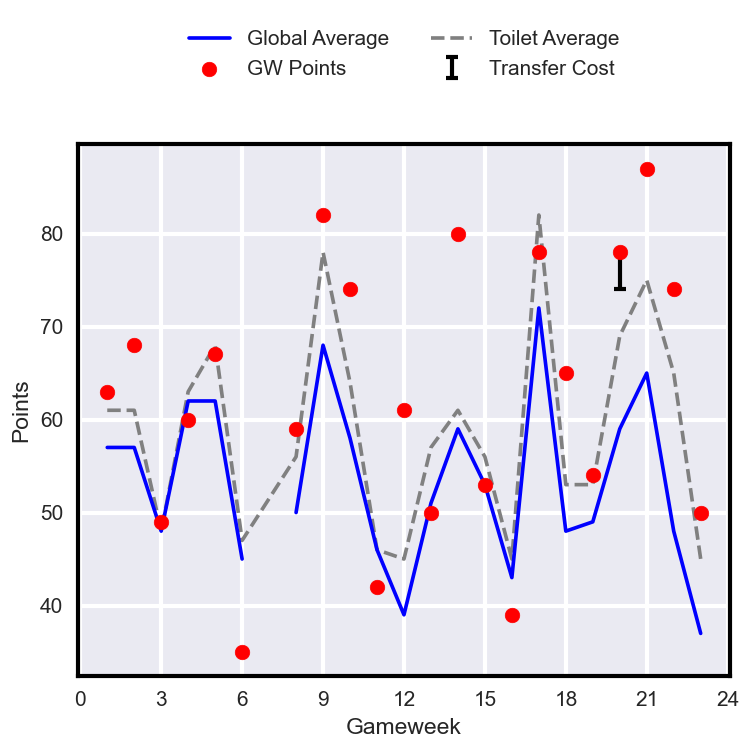 Global Average
Toilet Average
GW Points
Transfer Cost
80
70
60
50
40
Points
0 3 6 9 12 15 18 21 24
Gameweek